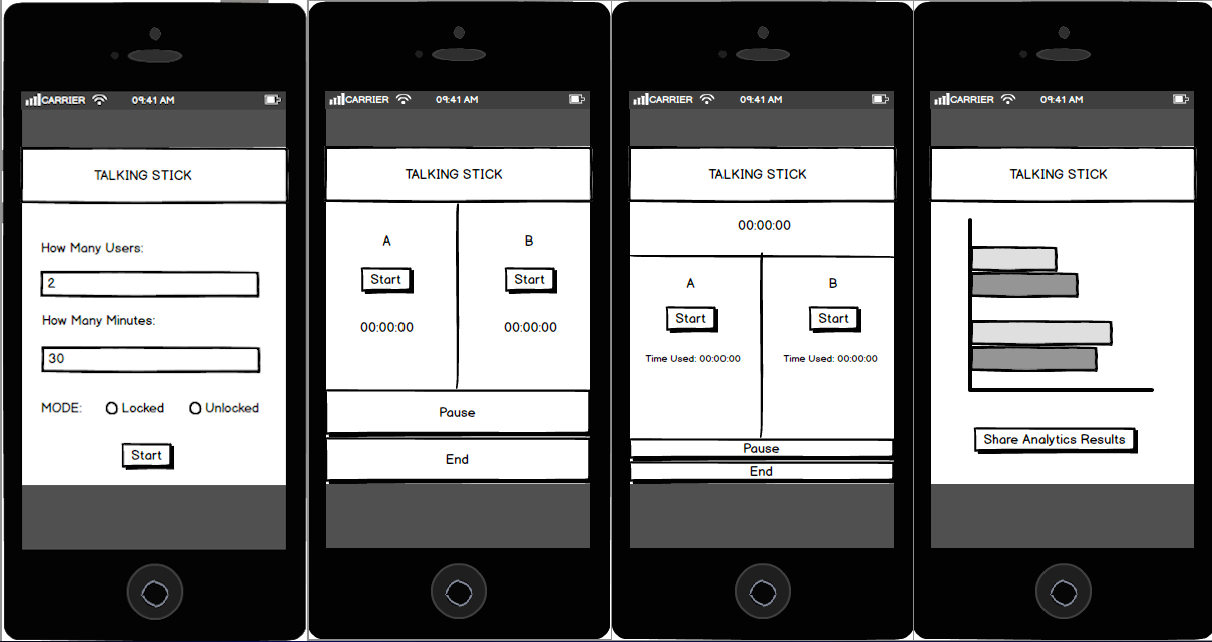 CARRIER 09:41 AM
TALKING STICK
How Many Users:
2
How Many Minutes:
30
MODE: Locked Unlocked
Start
CARRIER 09:41 AM
TALKING STICK
A B
Start Start
00:00:00 00:00:00
Pause
End
CARRIER 09:41 AM
TALKING STICK
00:00:00
A B
Start Start
Time Used: 00:00:00 Time Used: 00:00:00
Pause
End
CARRIER 09:41 AM
TALKING STICK
Share Analytics Results